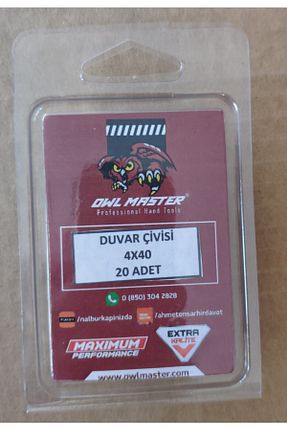 OWL MASTER
Professional Hand Tools
DUVAR ÇİVİSİ
4X40
20 ADET
0 (850) 304 2828
/nalburkapinizda
/ahmetensarhirdavat
MAXIMUM
PERFORMANCE
EXTRA
KALİTE
www.owlmaster.com